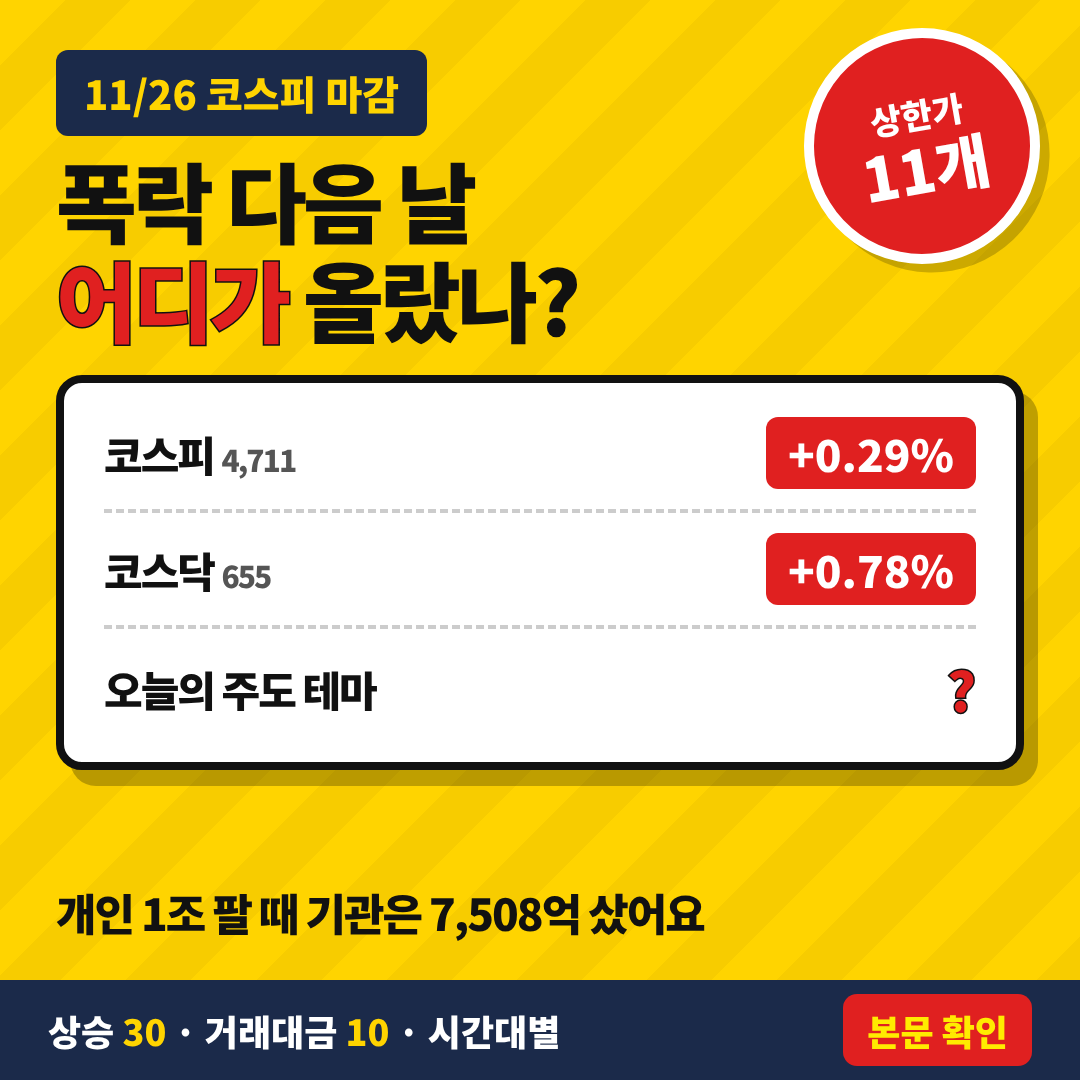 11/26 코스피 마감
상한가
11개
폭락 다음 날
어디가 올랐나?
코스피 4,711 +0.29%
코스닥 655 +0.78%
오늘의 주도 테마 ?
개인 1조 팔 때 기관은 7,508억 샀어요
상승 30 · 거래대금 10 · 시간대별
본문 확인